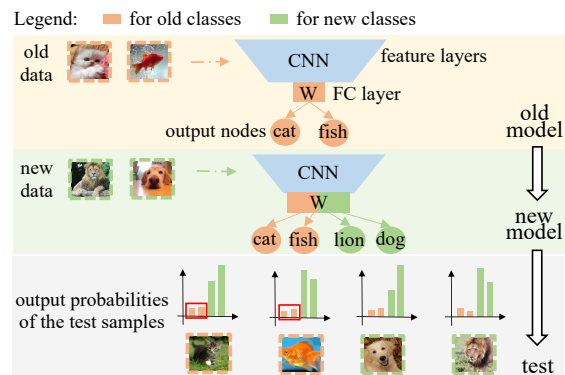 Legend: for old classes for new classes
old data
CNN
feature layers
W FC layer
output nodes cat fish
old model
new data
CNN
W
cat fish lion dog
new model
output probabilities
of the test samples
test